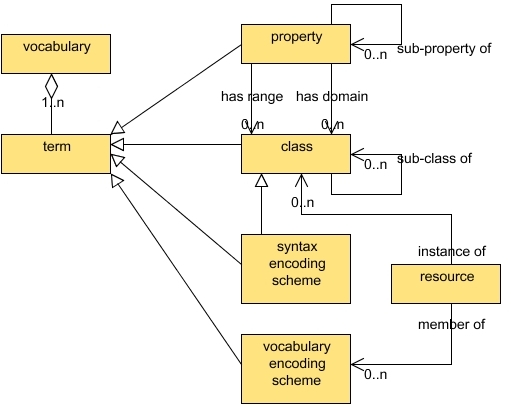 vocabulary
property
0..n
sub-property of
1..n
has range
has domain
0..n
0..n
term
class
0..n
sub-class of
0..n
syntax
encoding
scheme
instance of
resource
member of
vocabulary
encoding
scheme
0..n